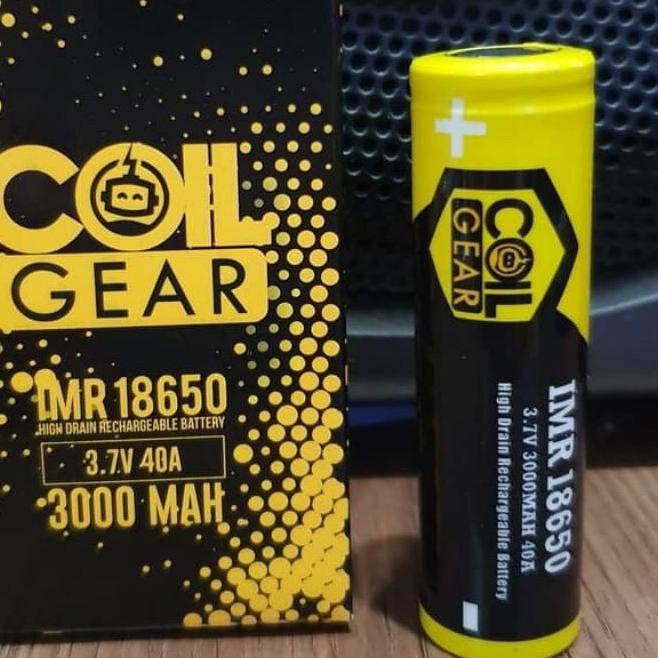 COIL
GEAR
IMR 18650
HIGH DRAIN RECHARGEABLE BATTERY
3.7V 40A
3000 MAH
+
COIL
GEAR
IMR 18650
3.7V 3000MAH 40A
High Drain Rechargeable Battery
-